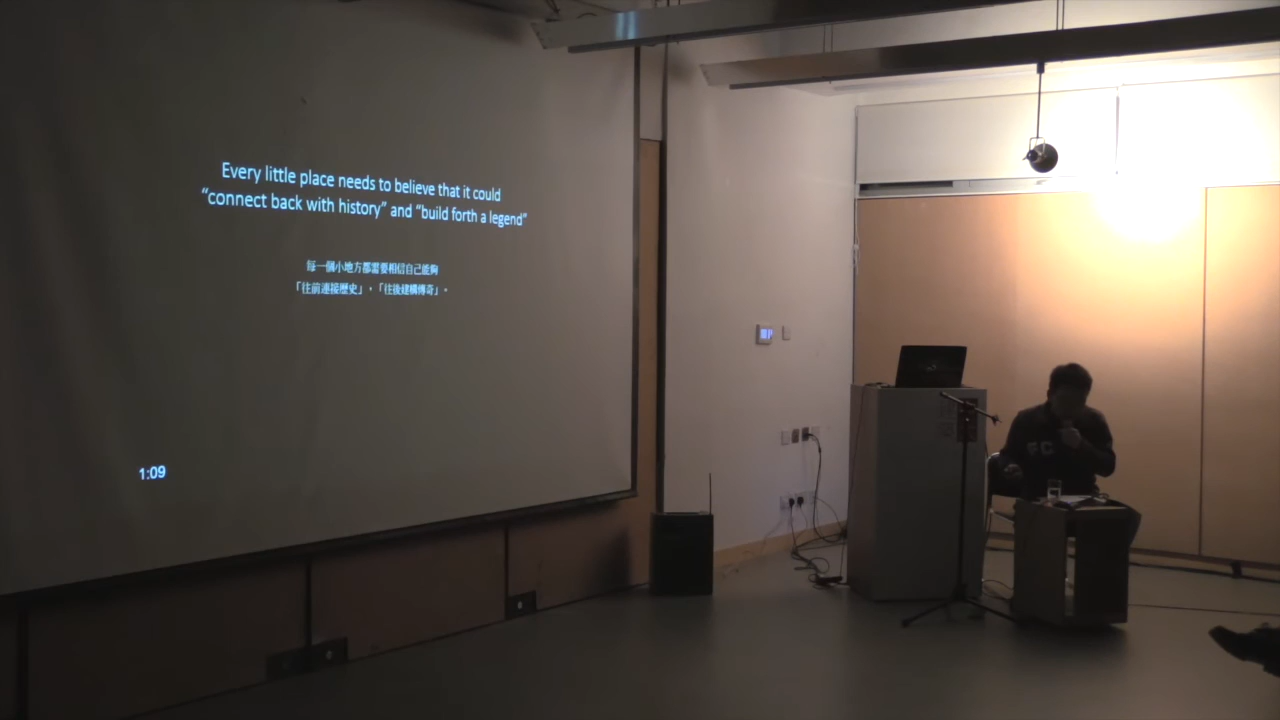 Every little place needs to believe that it could
“connect back with history” and “build forth a legend”
每一個小地方都需要相信自己能夠
「往前連接歷史」，「往後建構傳奇」。
1:09